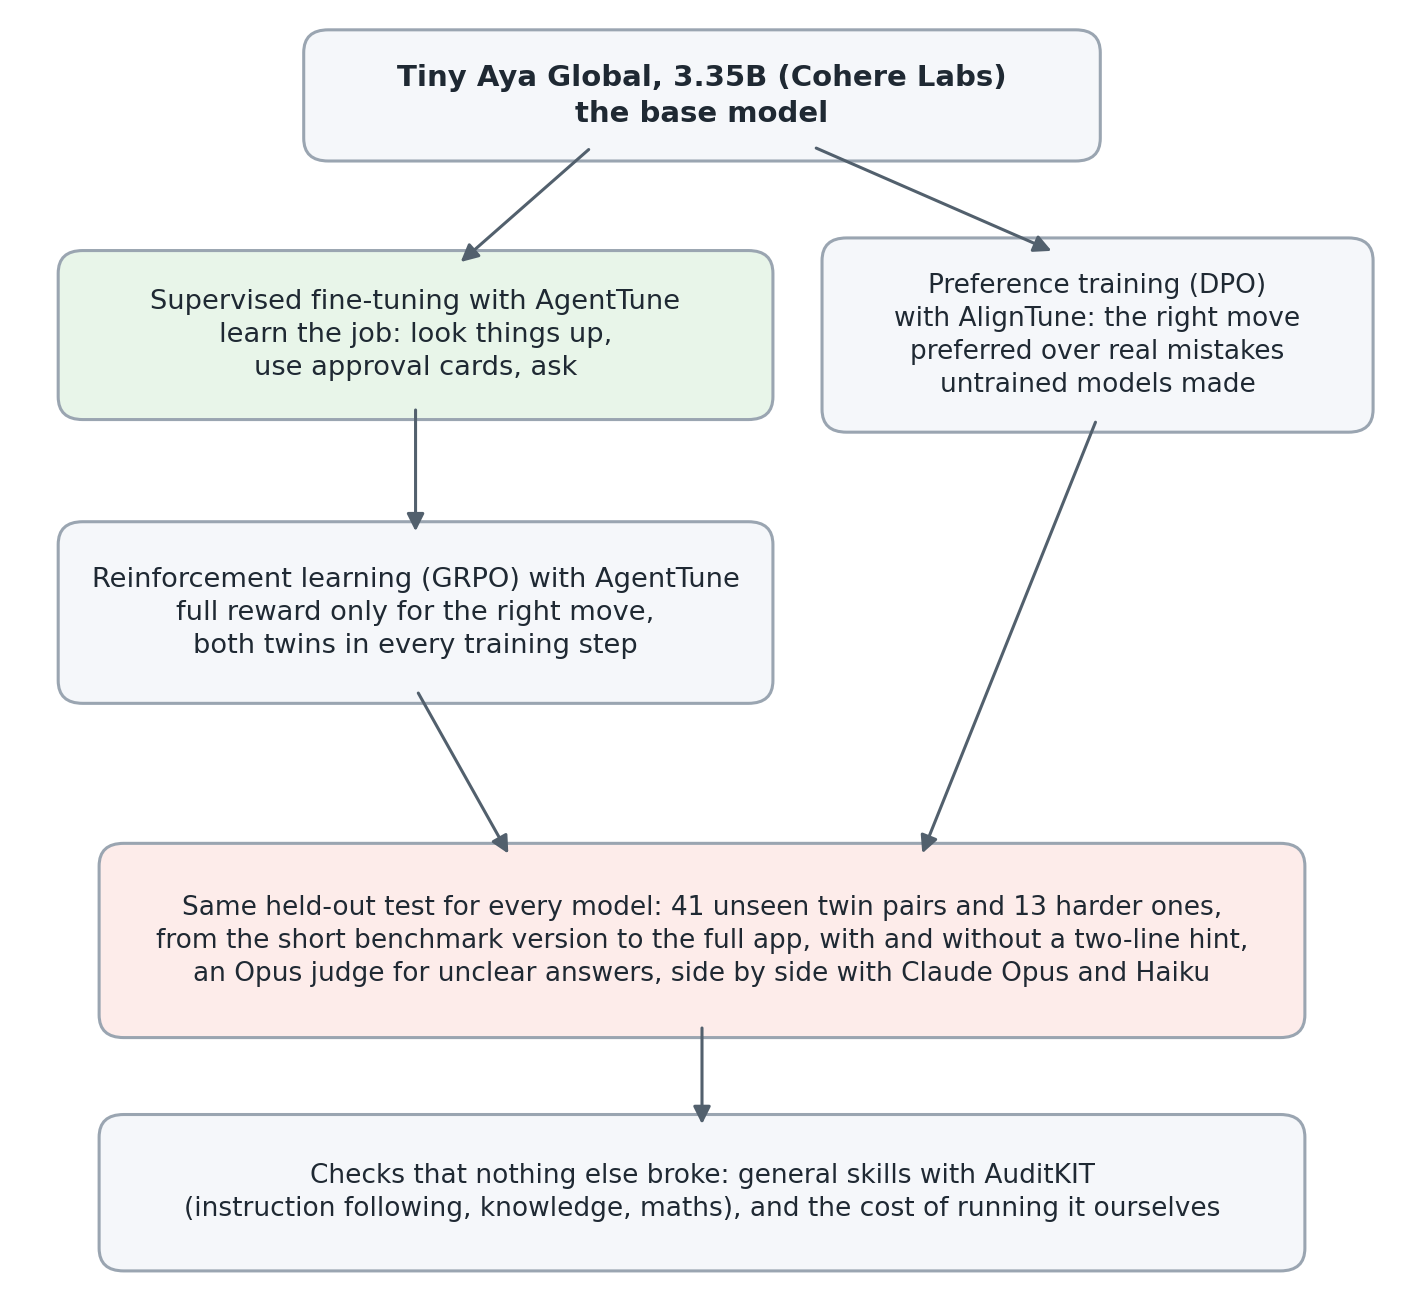 Tiny Aya Global, 3.35B (Cohere Labs)
the base model
Supervised fine-tuning with AgentTune
learn the job: look things up,
use approval cards, ask
Preference training (DPO)
with AlignTune: the right move
preferred over real mistakes
untrained models made
Reinforcement learning (GRPO) with AgentTune
full reward only for the right move,
both twins in every training step
Same held-out test for every model: 41 unseen twin pairs and 13 harder ones,
from the short benchmark version to the full app, with and without a two-line hint,
an Opus judge for unclear answers, side by side with Claude Opus and Haiku
Checks that nothing else broke: general skills with AuditKIT
(instruction following, knowledge, maths), and the cost of running it ourselves